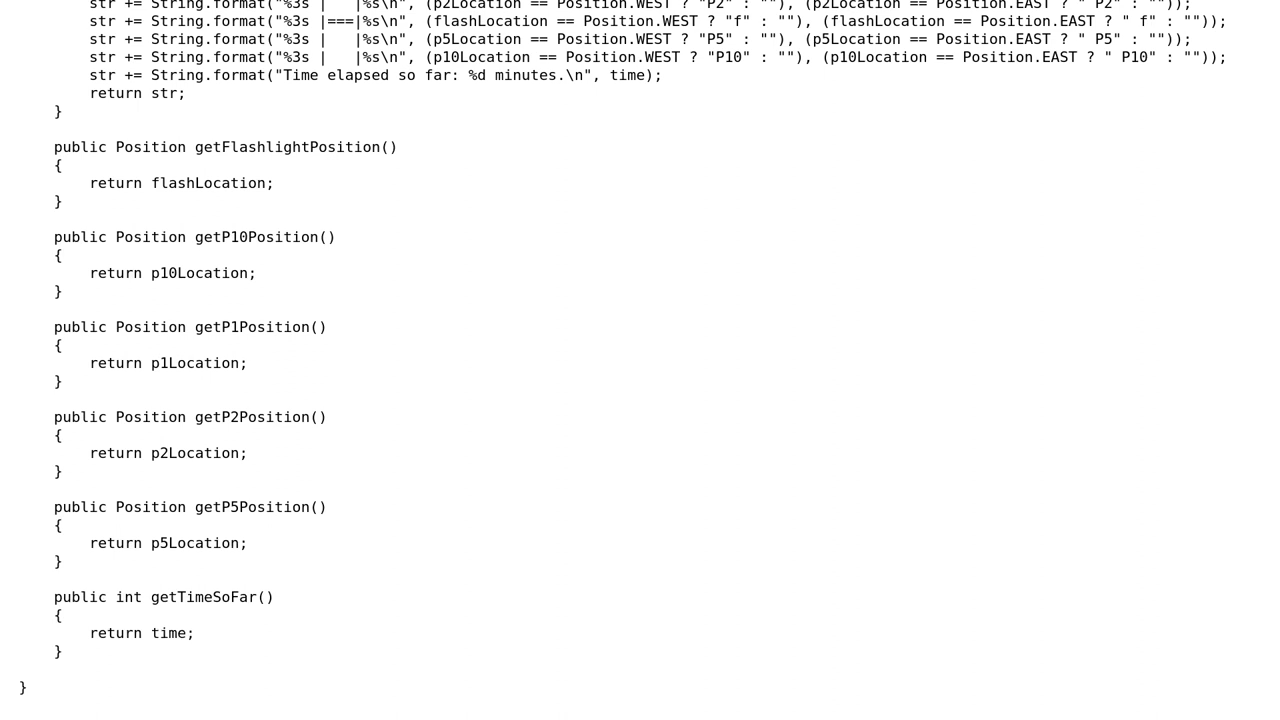 str += String.format("%3s |   |%s\n", (p2Location == Position.WEST ? "P2" : ""), (p2Location == Position.EAST ? " P2" : ""));
str += String.format("%3s |===|%s\n", (flashLocation == Position.WEST ? "f" : ""), (flashLocation == Position.EAST ? " f" : ""));
str += String.format("%3s |   |%s\n", (p5Location == Position.WEST ? "P5" : ""), (p5Location == Position.EAST ? " P5" : ""));
str += String.format("%3s |   |%s\n", (p10Location == Position.WEST ? "P10" : ""), (p10Location == Position.EAST ? " P10" : ""));
str += String.format("Time elapsed so far: %d minutes.\n", time);
return str;
}
public Position getFlashlightPosition()
{
return flashLocation;
}
public Position getP10Position()
{
return p10Location;
}
public Position getP1Position()
{
return p1Location;
}
public Position getP2Position()
{
return p2Location;
}
public Position getP5Position()
{
return p5Location;
}
public int getTimeSoFar()
{
return time;
}
}